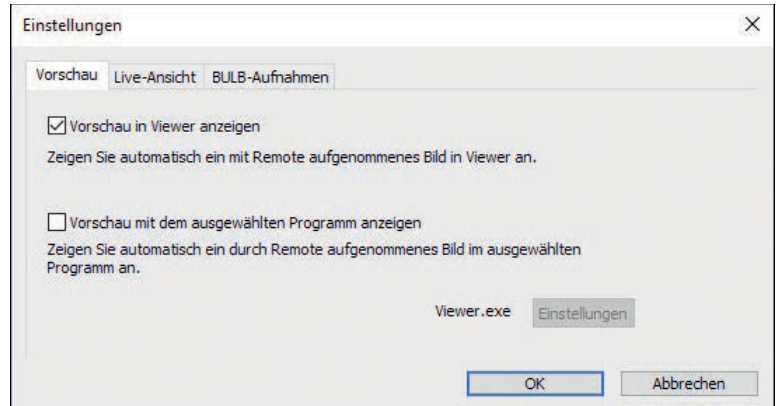 Einstellungen
Vorschau Live-Ansicht BULB-Aufnahmen
Vorschau in Viewer anzeigen
Zeigen Sie automatisch ein mit Remote aufgenommenes Bild in Viewer an.
Vorschau mit dem ausgewählten Programm anzeigen
Zeigen Sie automatisch ein durch Remote aufgenommenes Bild im ausgewählten
Programm an.
Viewer.exe Einstellungen
OK Abbrechen